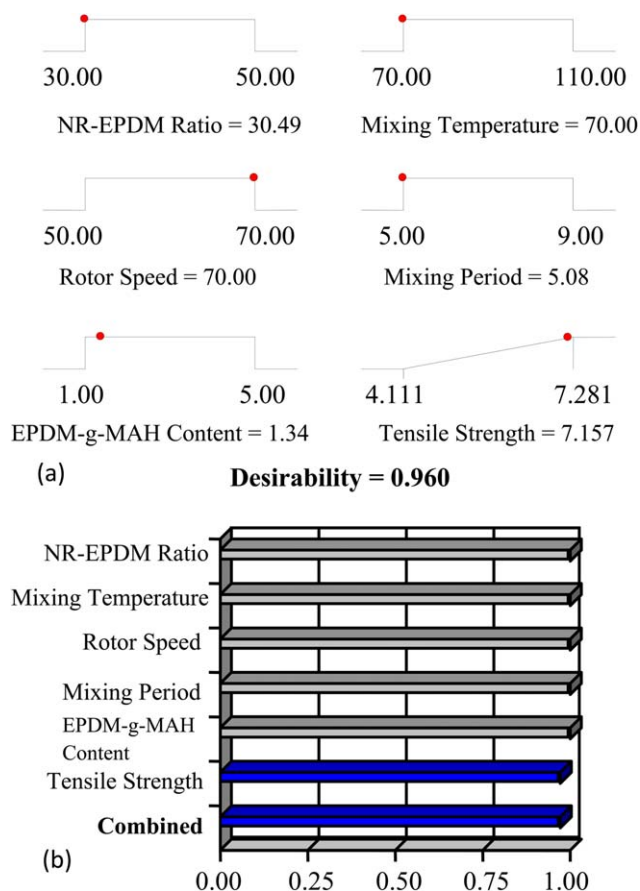 30.00 50.00 70.00 110.00
NR-EPDM Ratio = 30.49 Mixing Temperature = 70.00
50.00 70.00 5.00 9.00
Rotor Speed = 70.00 Mixing Period = 5.08
1.00 5.00 4.111 7.281
EPDM-g-MAH Content = 1.34 Tensile Strength = 7.157
(a) Desirability = 0.960
NR-EPDM Ratio
Mixing Temperature
Rotor Speed
Mixing Period
EPDM-g-MAH
Content
Tensile Strength
Combined
(b)
0.00 0.25 0.50 0.75 1.00